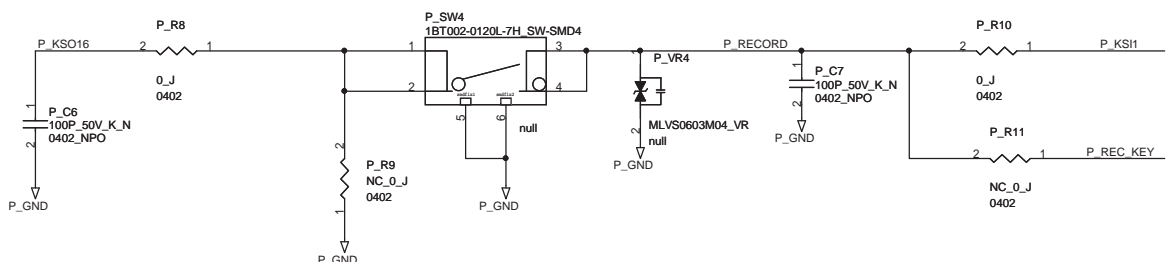 P_R8
P_SW4
1BT002-0120L-7H_SW-SMD4
P_R10
P_KSO16
2
1
1
3
P_RECORD
2
1
P_KSI1
P_VR4
1
0_J
0402
2
4
P_C7
100P_50V_K_N
0402_NPO
1
2
0_J
0402
1
2
P_C6
100P_50V_K_N
0402_NPO
5
6
null
2
MLVS0603M04_VR
null
P_GND
P_R11
2
1
P_REC_KEY
P_GND
2
1
P_R9
NC_0_J
0402
NC_0_J
0402
P_GND
P_GND
P_GND